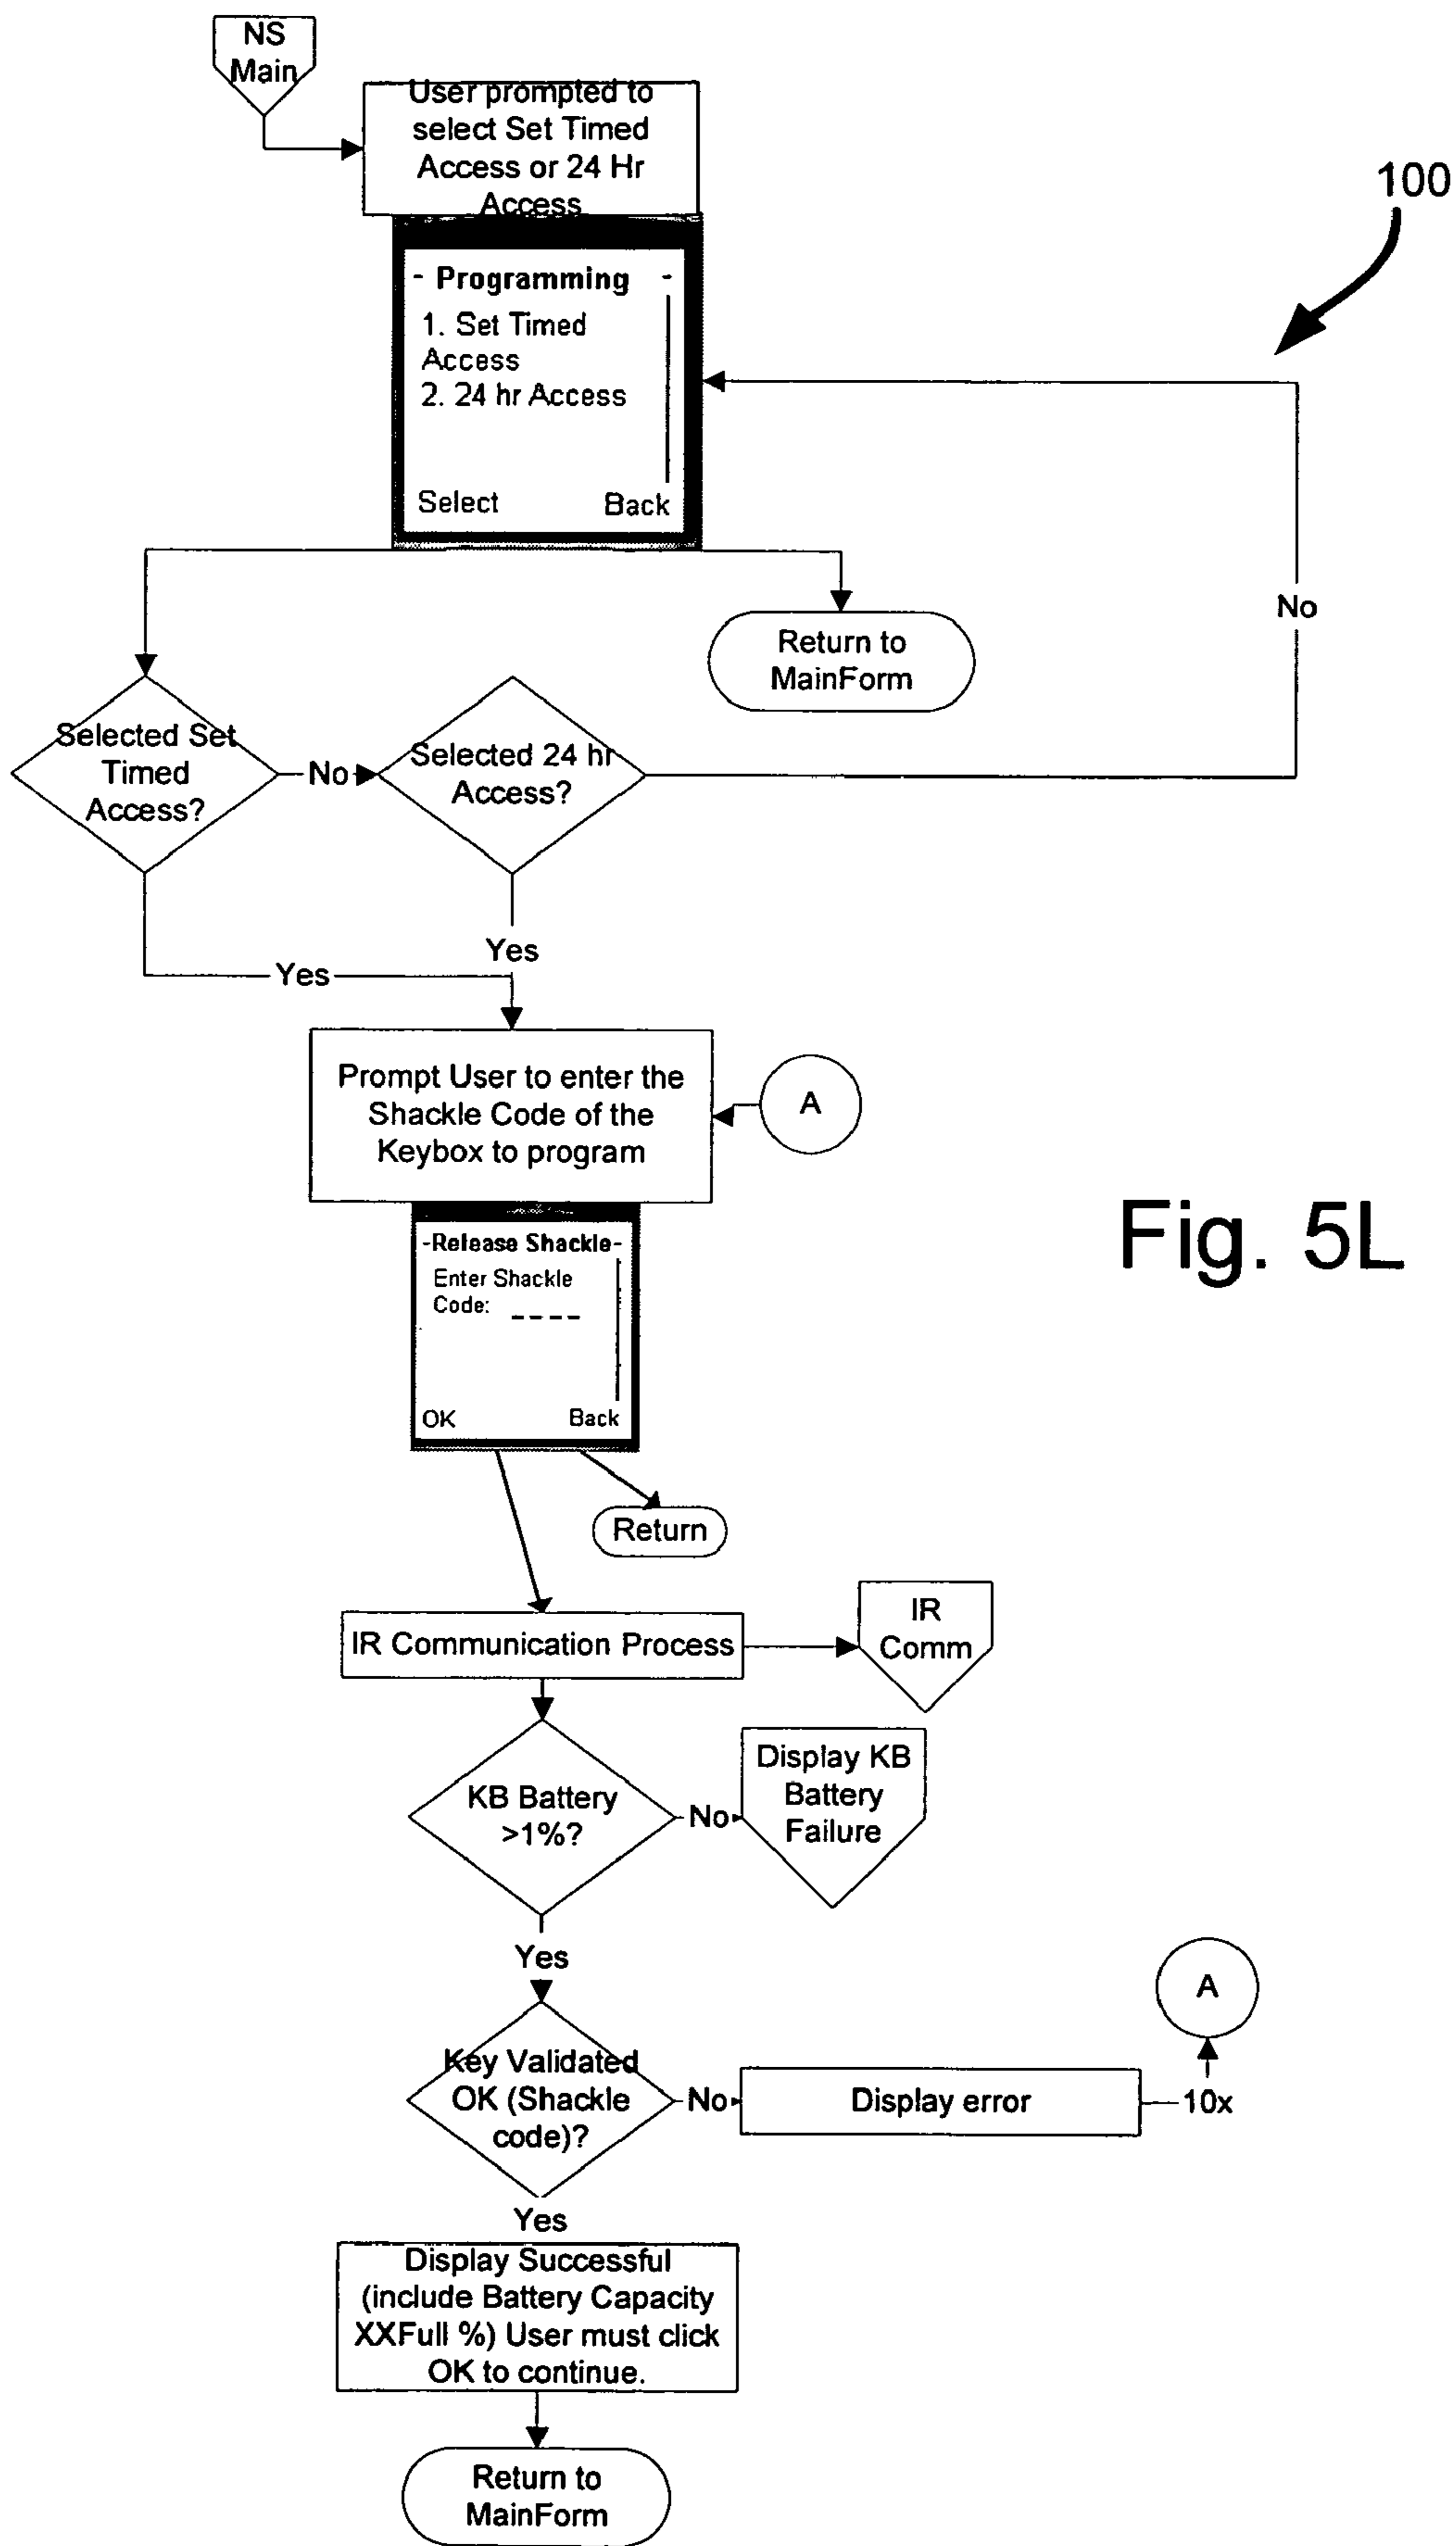 NS
Main
User prompted to
select Set Timed
Access or 24 Hr
Access
100
- Programming -
1. Set Timed
Access
2. 24 hr Access
Select Back
No
Return to
MainForm
Selected Set
Timed
Access?
No
Selected 24 hr
Access?
Yes
Yes
Prompt User to enter the
Shackle Code of the
Keybox to program
A
Fig. 5L
-Release Shackle-
Enter Shackle
Code: _ _ _ _
OK Back
Return
IR Communication Process
IR
Comm
KB Battery
>1%?
No
Display KB
Battery
Failure
Yes
A
Key Validated
OK (Shackle
code)?
No
Display error
10x
Yes
Display Successful
(include Battery Capacity
XXFull %) User must click
OK to continue.
Return to
MainForm